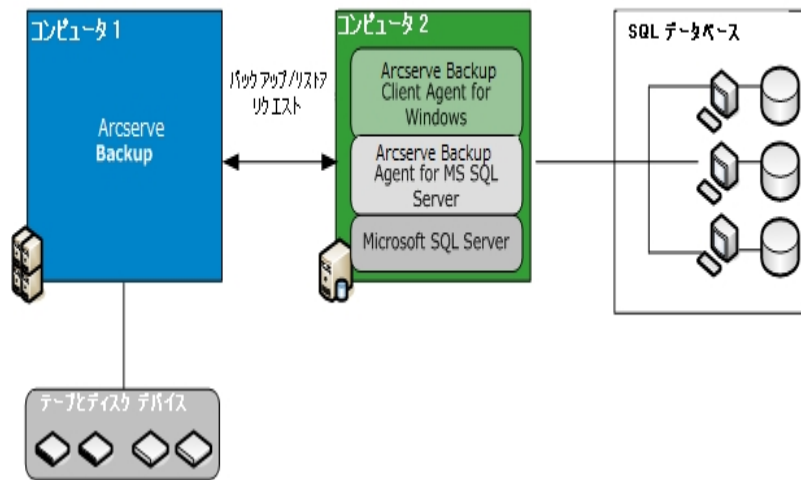 コンピュータ 1
Arcserve
Backup
バックアップ/リストア
リクエスト
コンピュータ 2
Arcserve Backup
Client Agent for
Windows
Arcserve Backup
Agent for MS SQL
Server
Microsoft SQL Server
SQL データベース
テープとディスク デバイス